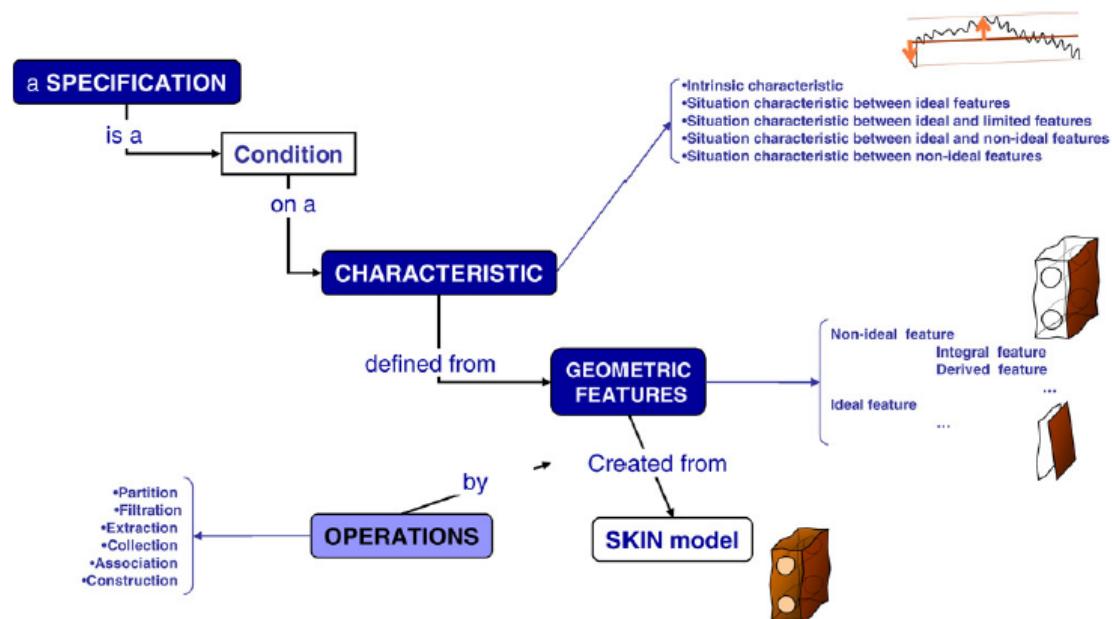 a SPECIFICATION
is a
Condition
on a
CHARACTERISTIC
•Intrinsic characteristic
•Situation characteristic between ideal features
•Situation characteristic between ideal and limited features
•Situation characteristic between ideal and non-ideal features
•Situation characteristic between non-ideal features
defined from
GEOMETRIC
FEATURES
Non-ideal feature
Integral feature
Derived feature
...
Ideal feature
...
Created from
by
OPERATIONS
•Partition
•Filtration
•Extraction
•Collection
•Association
•Construction
SKIN model